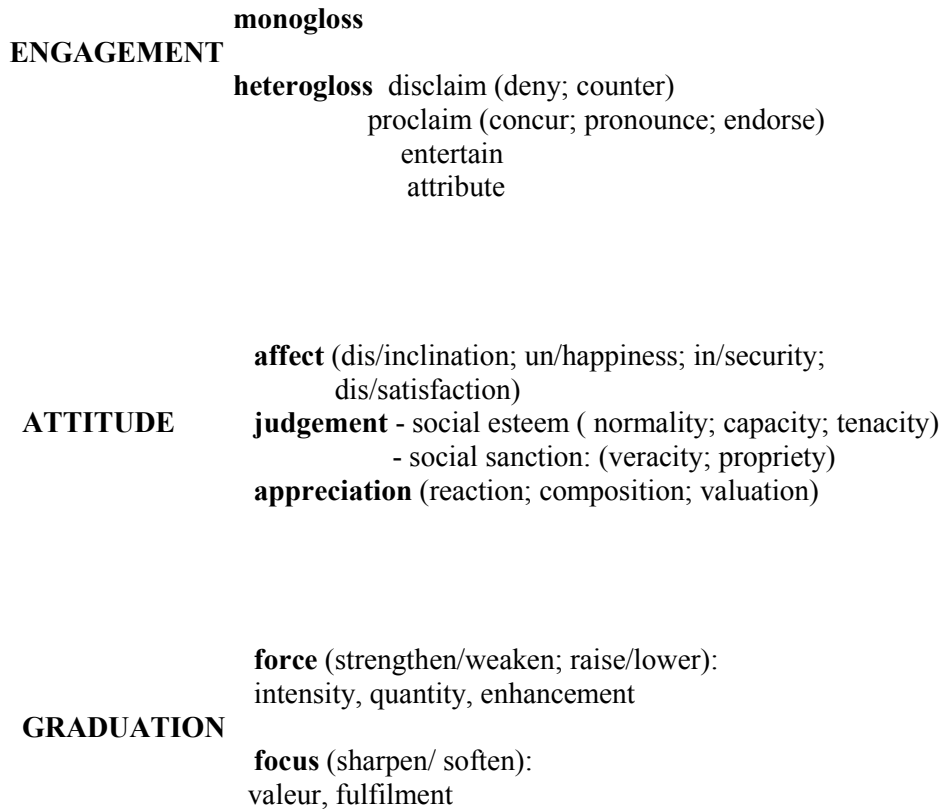 monogloss
ENGAGEMENT
heterogloss disclaim (deny; counter)
proclaim (concur; pronounce; endorse)
entertain
attribute
affect (dis/inclination; un/happiness; in/security;
dis/satisfaction)
ATTITUDE judgement - social esteem ( normality; capacity; tenacity)
- social sanction: (veracity; propriety)
appreciation (reaction; composition; valuation)
force (strengthen/weaken; raise/lower):
intensity, quantity, enhancement
GRADUATION
focus (sharpen/ soften):
valeur, fulfilment